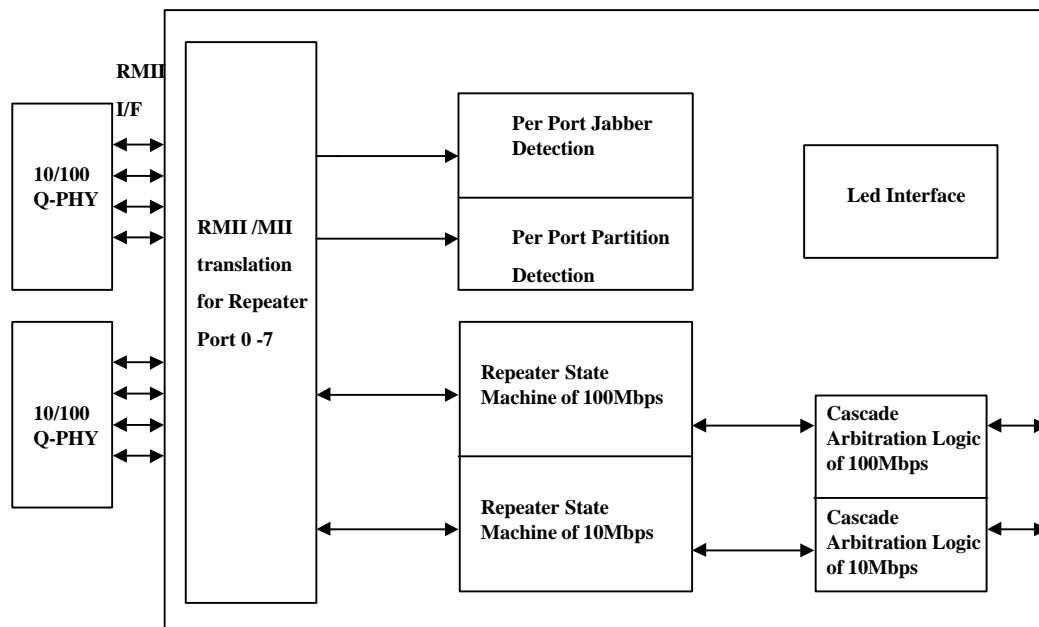 RMII
I/F
10/100
Q-PHY
10/100
Q-PHY
RMII /MII
translation
for Repeater
Port 0 -7
Per Port Jabber
Detection
Per Port Partition
Detection
Led Interface
Repeater State
Machine of 100Mbps
Repeater State
Machine of 10Mbps
Cascade
Arbitration Logic
of 100Mbps
Cascade
Arbitration Logic
of 10Mbps